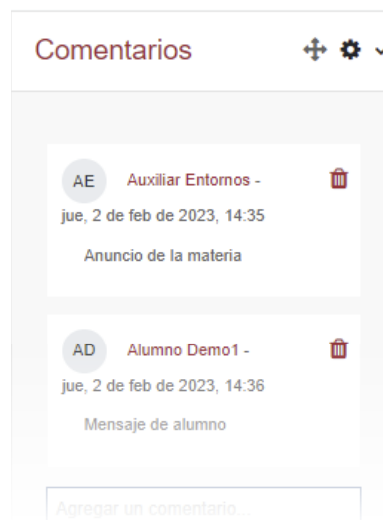 Comentarios
AE Auxiliar Entornos -
jue, 2 de feb de 2023, 14:35
Anuncio de la materia
AD Alumno Demo1 -
jue, 2 de feb de 2023, 14:36
Mensaje de alumno
Agregar un comentario...